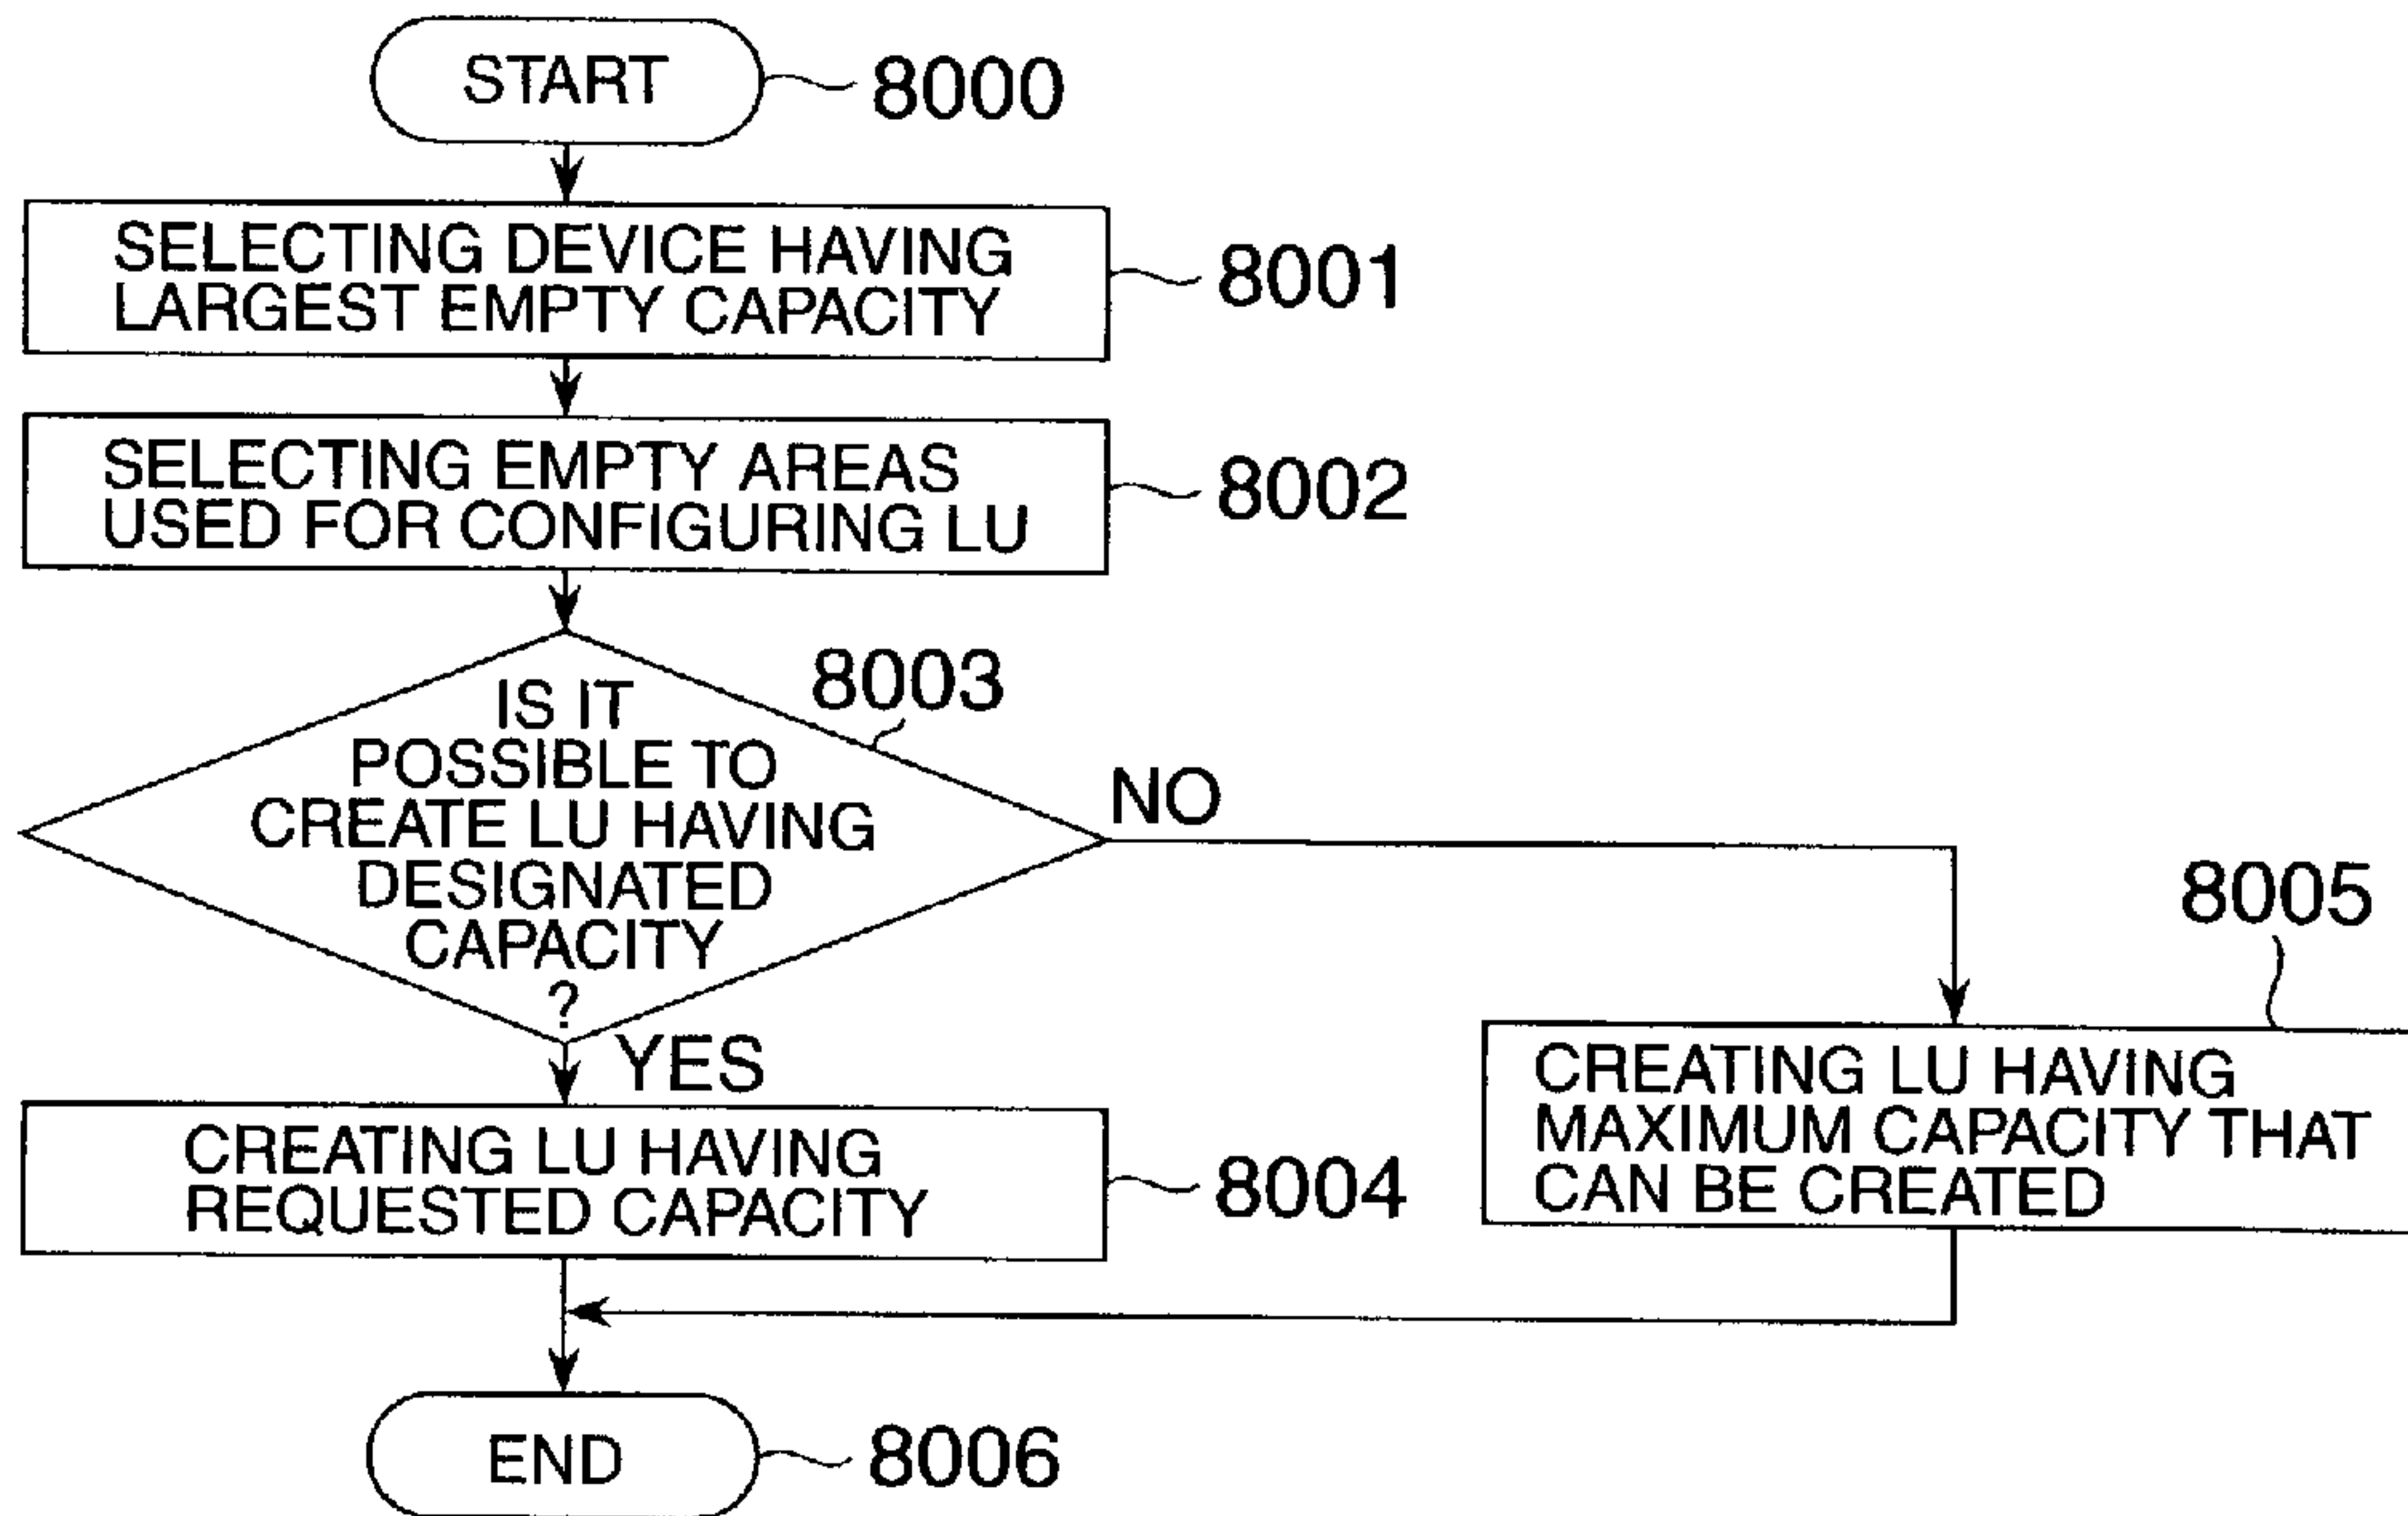 START
8000
SELECTING DEVICE HAVING
LARGEST EMPTY CAPACITY
8001
SELECTING EMPTY AREAS
USED FOR CONFIGURING LU
8002
8003
IS IT
POSSIBLE TO
CREATE LU HAVING
DESIGNATED
CAPACITY
?
NO
YES
8005
CREATING LU HAVING
MAXIMUM CAPACITY THAT
CAN BE CREATED
CREATING LU HAVING
REQUESTED CAPACITY
8004
END
8006